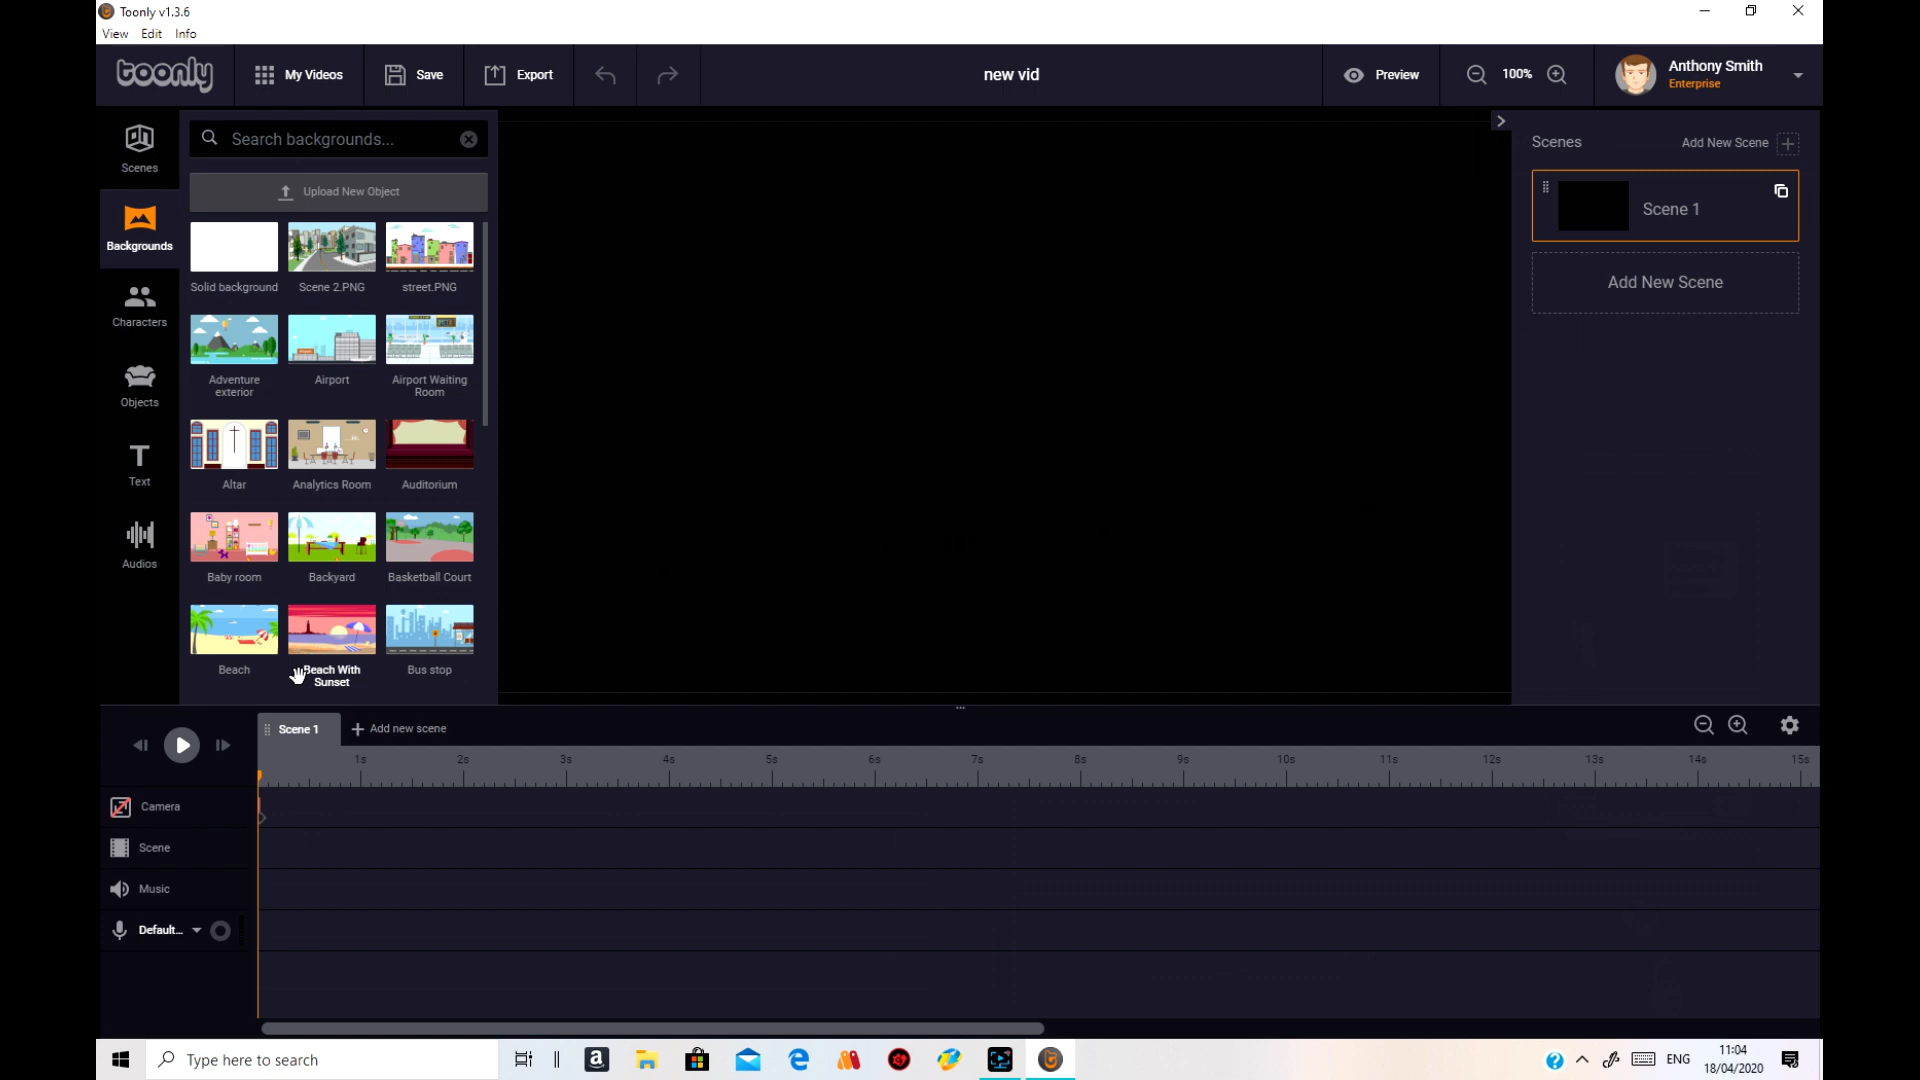 Toonly v1.3.6
View Edit Info
toonly My Videos Save Export new vid Preview 100% Anthony Smith
Enterprise
Search backgrounds...
Upload New Object
Scenes
Backgrounds
Characters
Objects
Text
Audios
Solid background Scene 2.PNG street.PNG
Adventure exterior Airport Airport Waiting Room
Altar Analytics Room Auditorium
Baby room Backyard Basketball Court
Beach Beach With Sunset Bus stop
Scenes Add New Scene
Scene 1
Add New Scene
Scene 1 Add new scene
1s 2s 3s 4s 5s 6s 7s 8s 9s 10s 11s 12s 13s 14s 15s
Camera
Scene
Music
Default...
Type here to search
ENG 11:04
18/04/2020